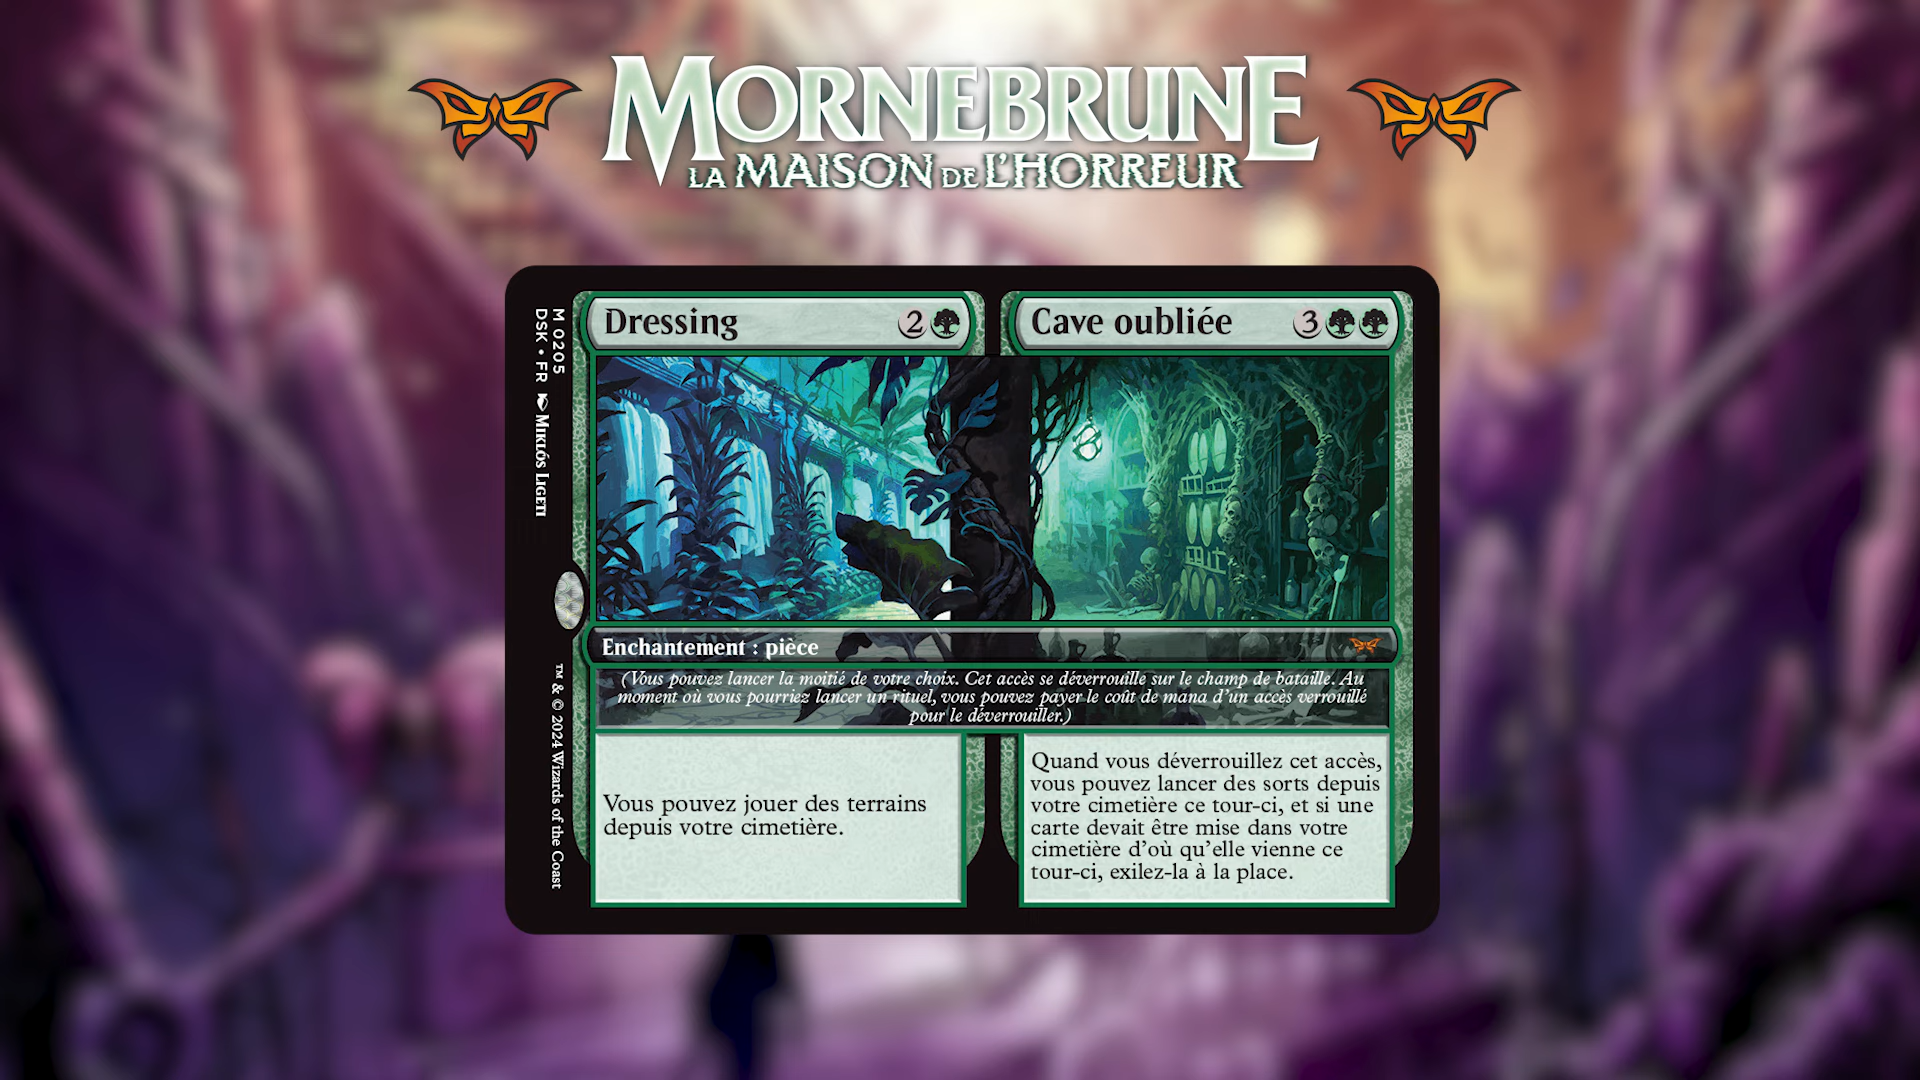 MORNEBRUNE
LA MAISON DE L'HORREUR
Dressing 2
Cave oubliée 3
M 0205
DSK • FR MIKLÓS LIGETI
™ & © 2024 Wizards of the Coast
Enchantement : pièce
(Vous pouvez lancer la moitié de votre choix. Cet accès se déverrouille sur le champ de bataille. Au
moment où vous pourriez lancer un rituel, vous pouvez payer le coût de mana d'un accès verrouillé
pour le déverrouiller.)
Vous pouvez jouer des terrains
depuis votre cimetière.
Quand vous déverrouillez cet accès,
vous pouvez lancer des sorts depuis
votre cimetière ce tour-ci, et si une
carte devait être mise dans votre
cimetière d'où qu'elle vienne ce
tour-ci, exilez-la à la place.